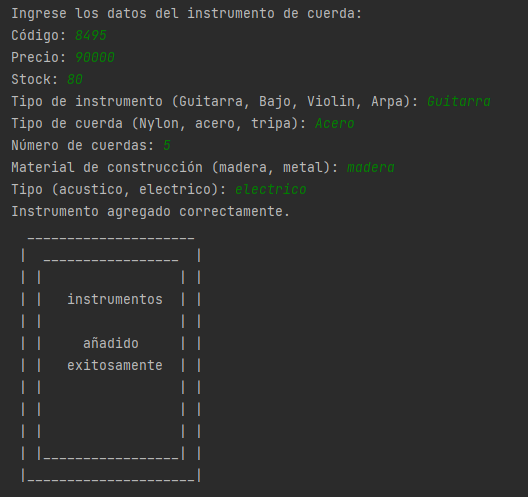 Ingrese los datos del instrumento de cuerda:
Código: 8495
Precio: 90000
Stock: 80
Tipo de instrumento (Guitarra, Bajo, Violin, Arpa): Guitarra
Tipo de cuerda (Nylon, acero, tripa): Acero
Número de cuerdas: 5
Material de construcción (madera, metal): madera
Tipo (acustico, electrico): electrico
Instrumento agregado correctamente.
instrumentos
añadido
exitosamente